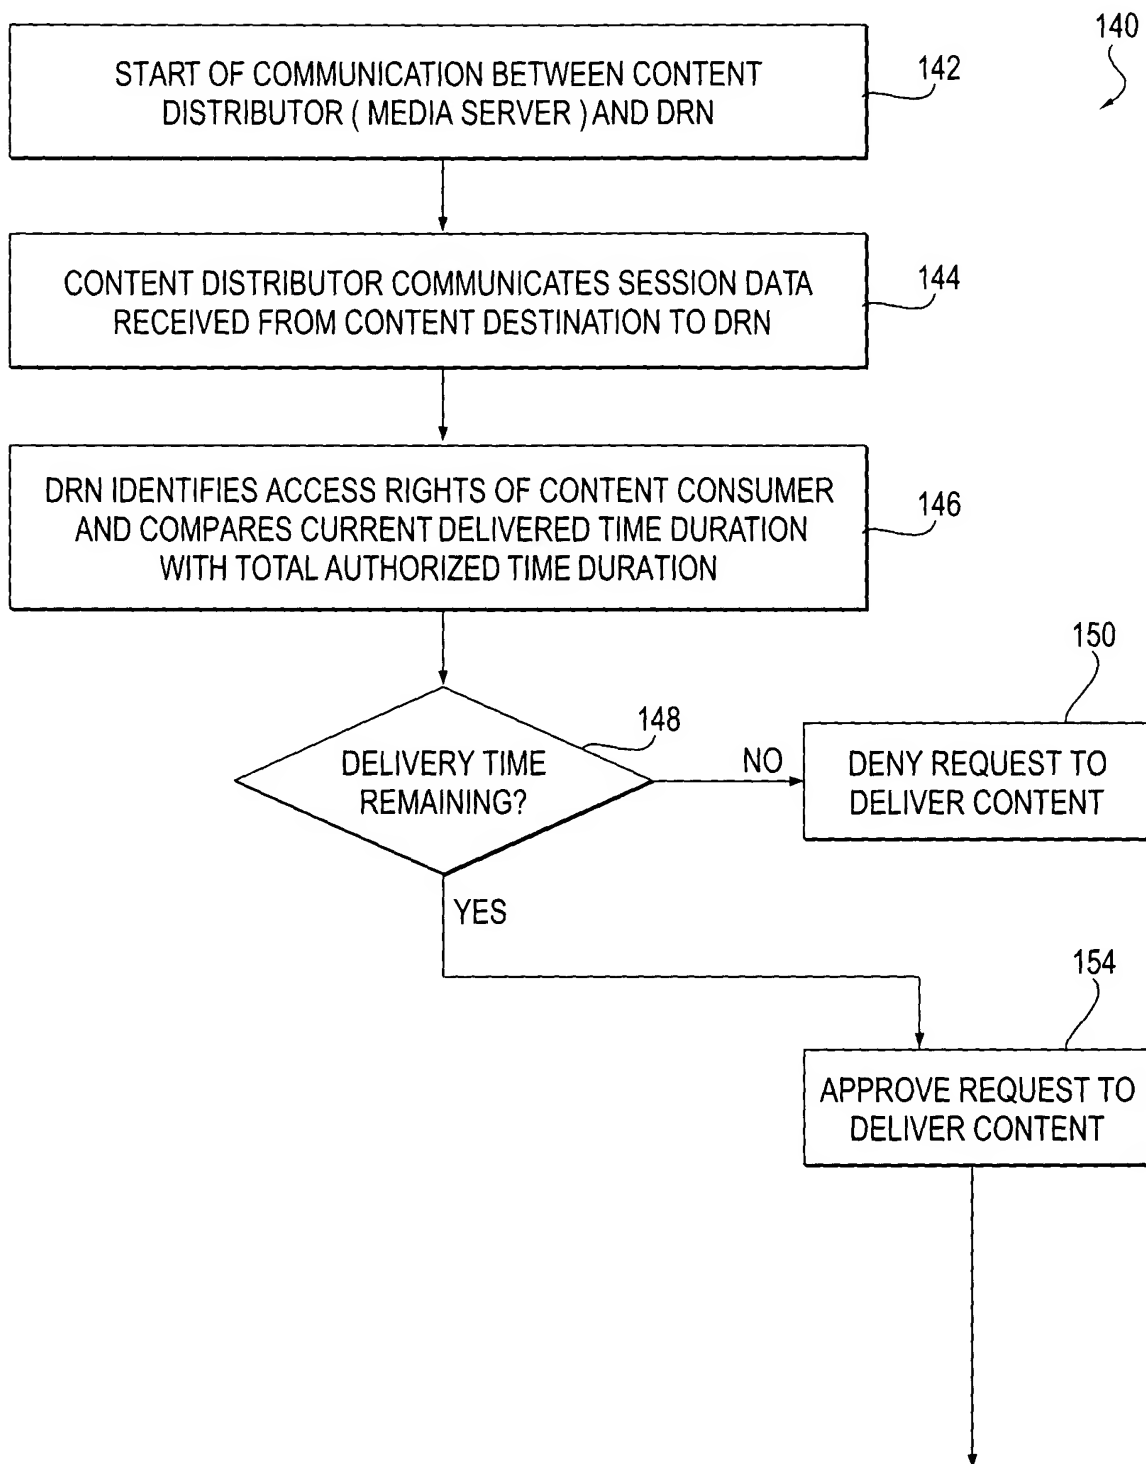 140
START OF COMMUNICATION BETWEEN CONTENT
DISTRIBUTOR ( MEDIA SERVER ) AND DRN
142
CONTENT DISTRIBUTOR COMMUNICATES SESSION DATA
RECEIVED FROM CONTENT DESTINATION TO DRN
144
DRN IDENTIFIES ACCESS RIGHTS OF CONTENT CONSUMER
AND COMPARES CURRENT DELIVERED TIME DURATION
WITH TOTAL AUTHORIZED TIME DURATION
146
DELIVERY TIME
REMAINING?
148
NO
150
DENY REQUEST TO
DELIVER CONTENT
YES
154
APPROVE REQUEST TO
DELIVER CONTENT